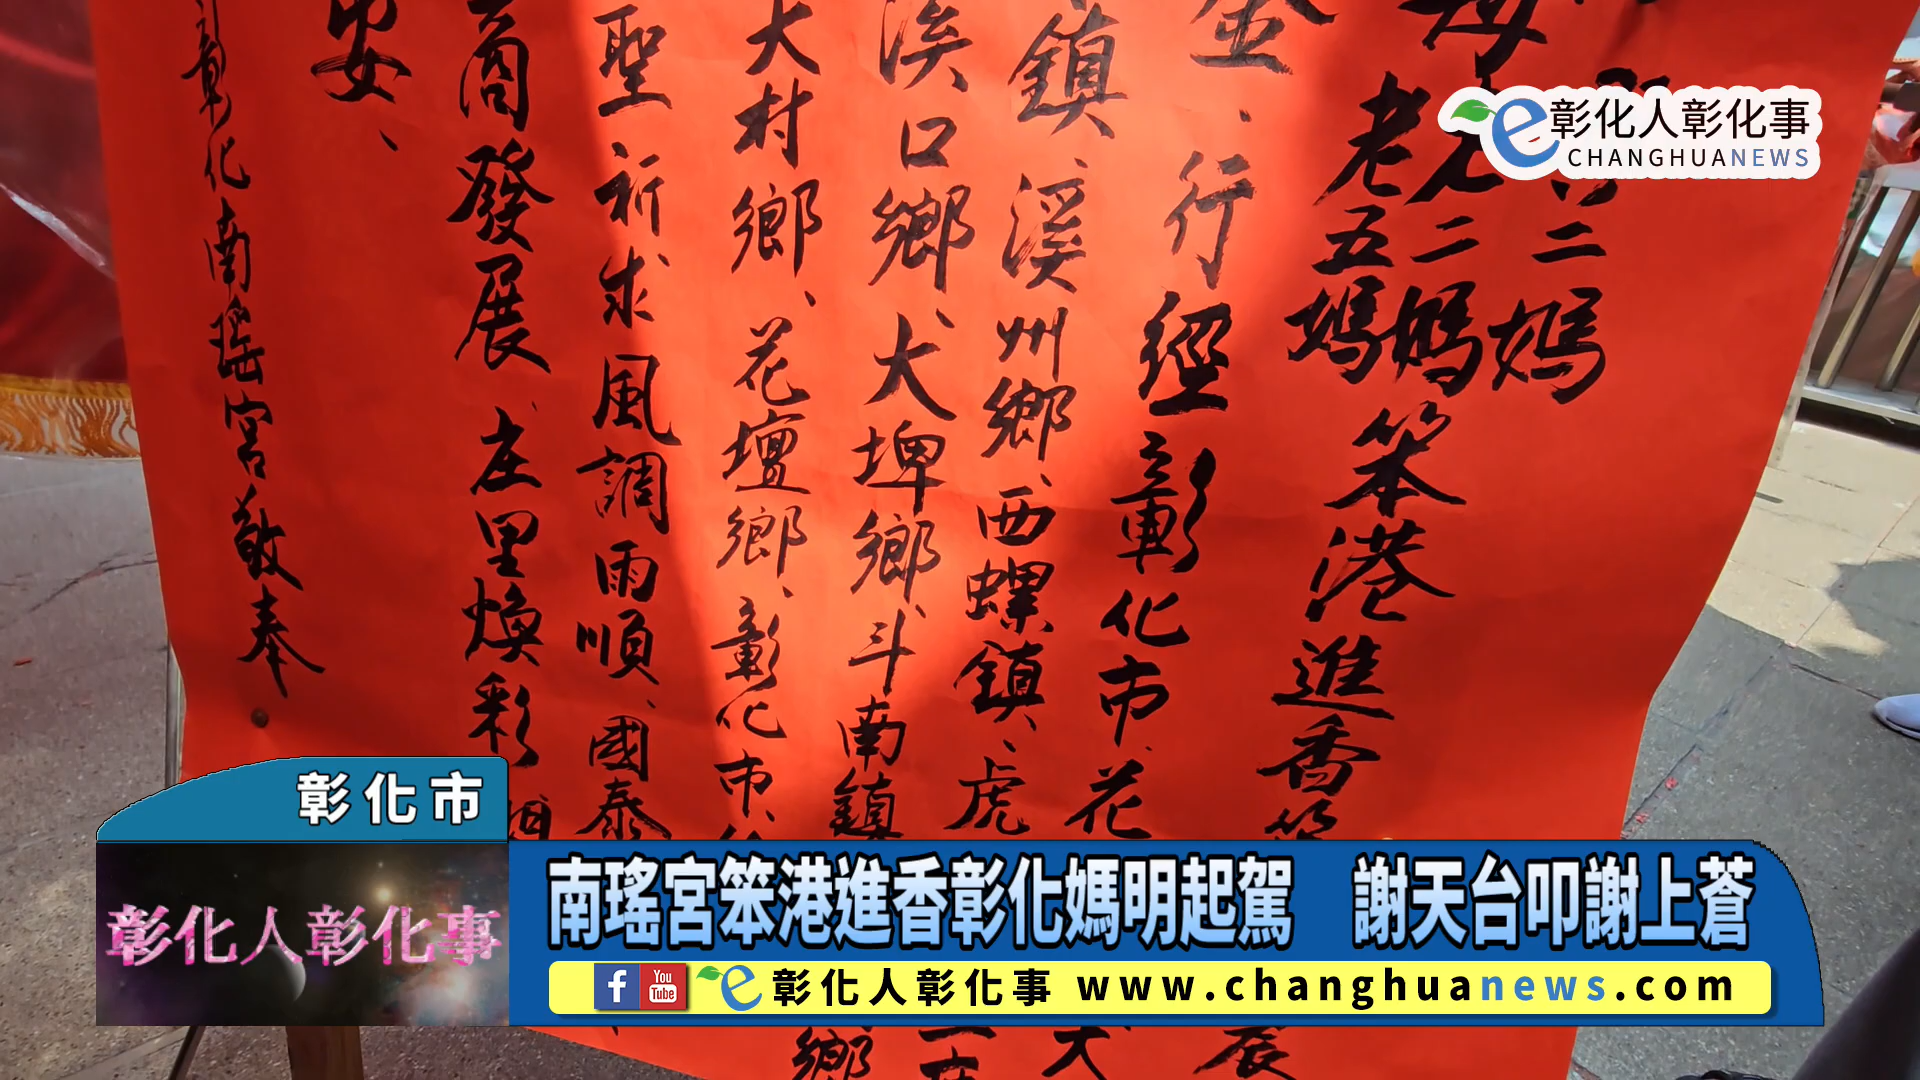 彰化人彰化事
CHANGHUANEWS
二媽
老二媽
老五媽
笨港進香
笨港進香
金、行經彰化市、花
鎮、溪州鄉、西螺鎮、虎
溪口鄉、大埤鄉、斗南鎮
大村鄉、花壇鄉、彰化市、
聖祈求風調雨順、國泰
商發展、庄里煥彩
安、
彰化南瑤宮敬奉
彰化市
彰化人彰化事
南瑤宮笨港進香彰化媽明起駕 謝天台叩謝上蒼
f You Tube e 彰化人彰化事 www.changhuanews.com